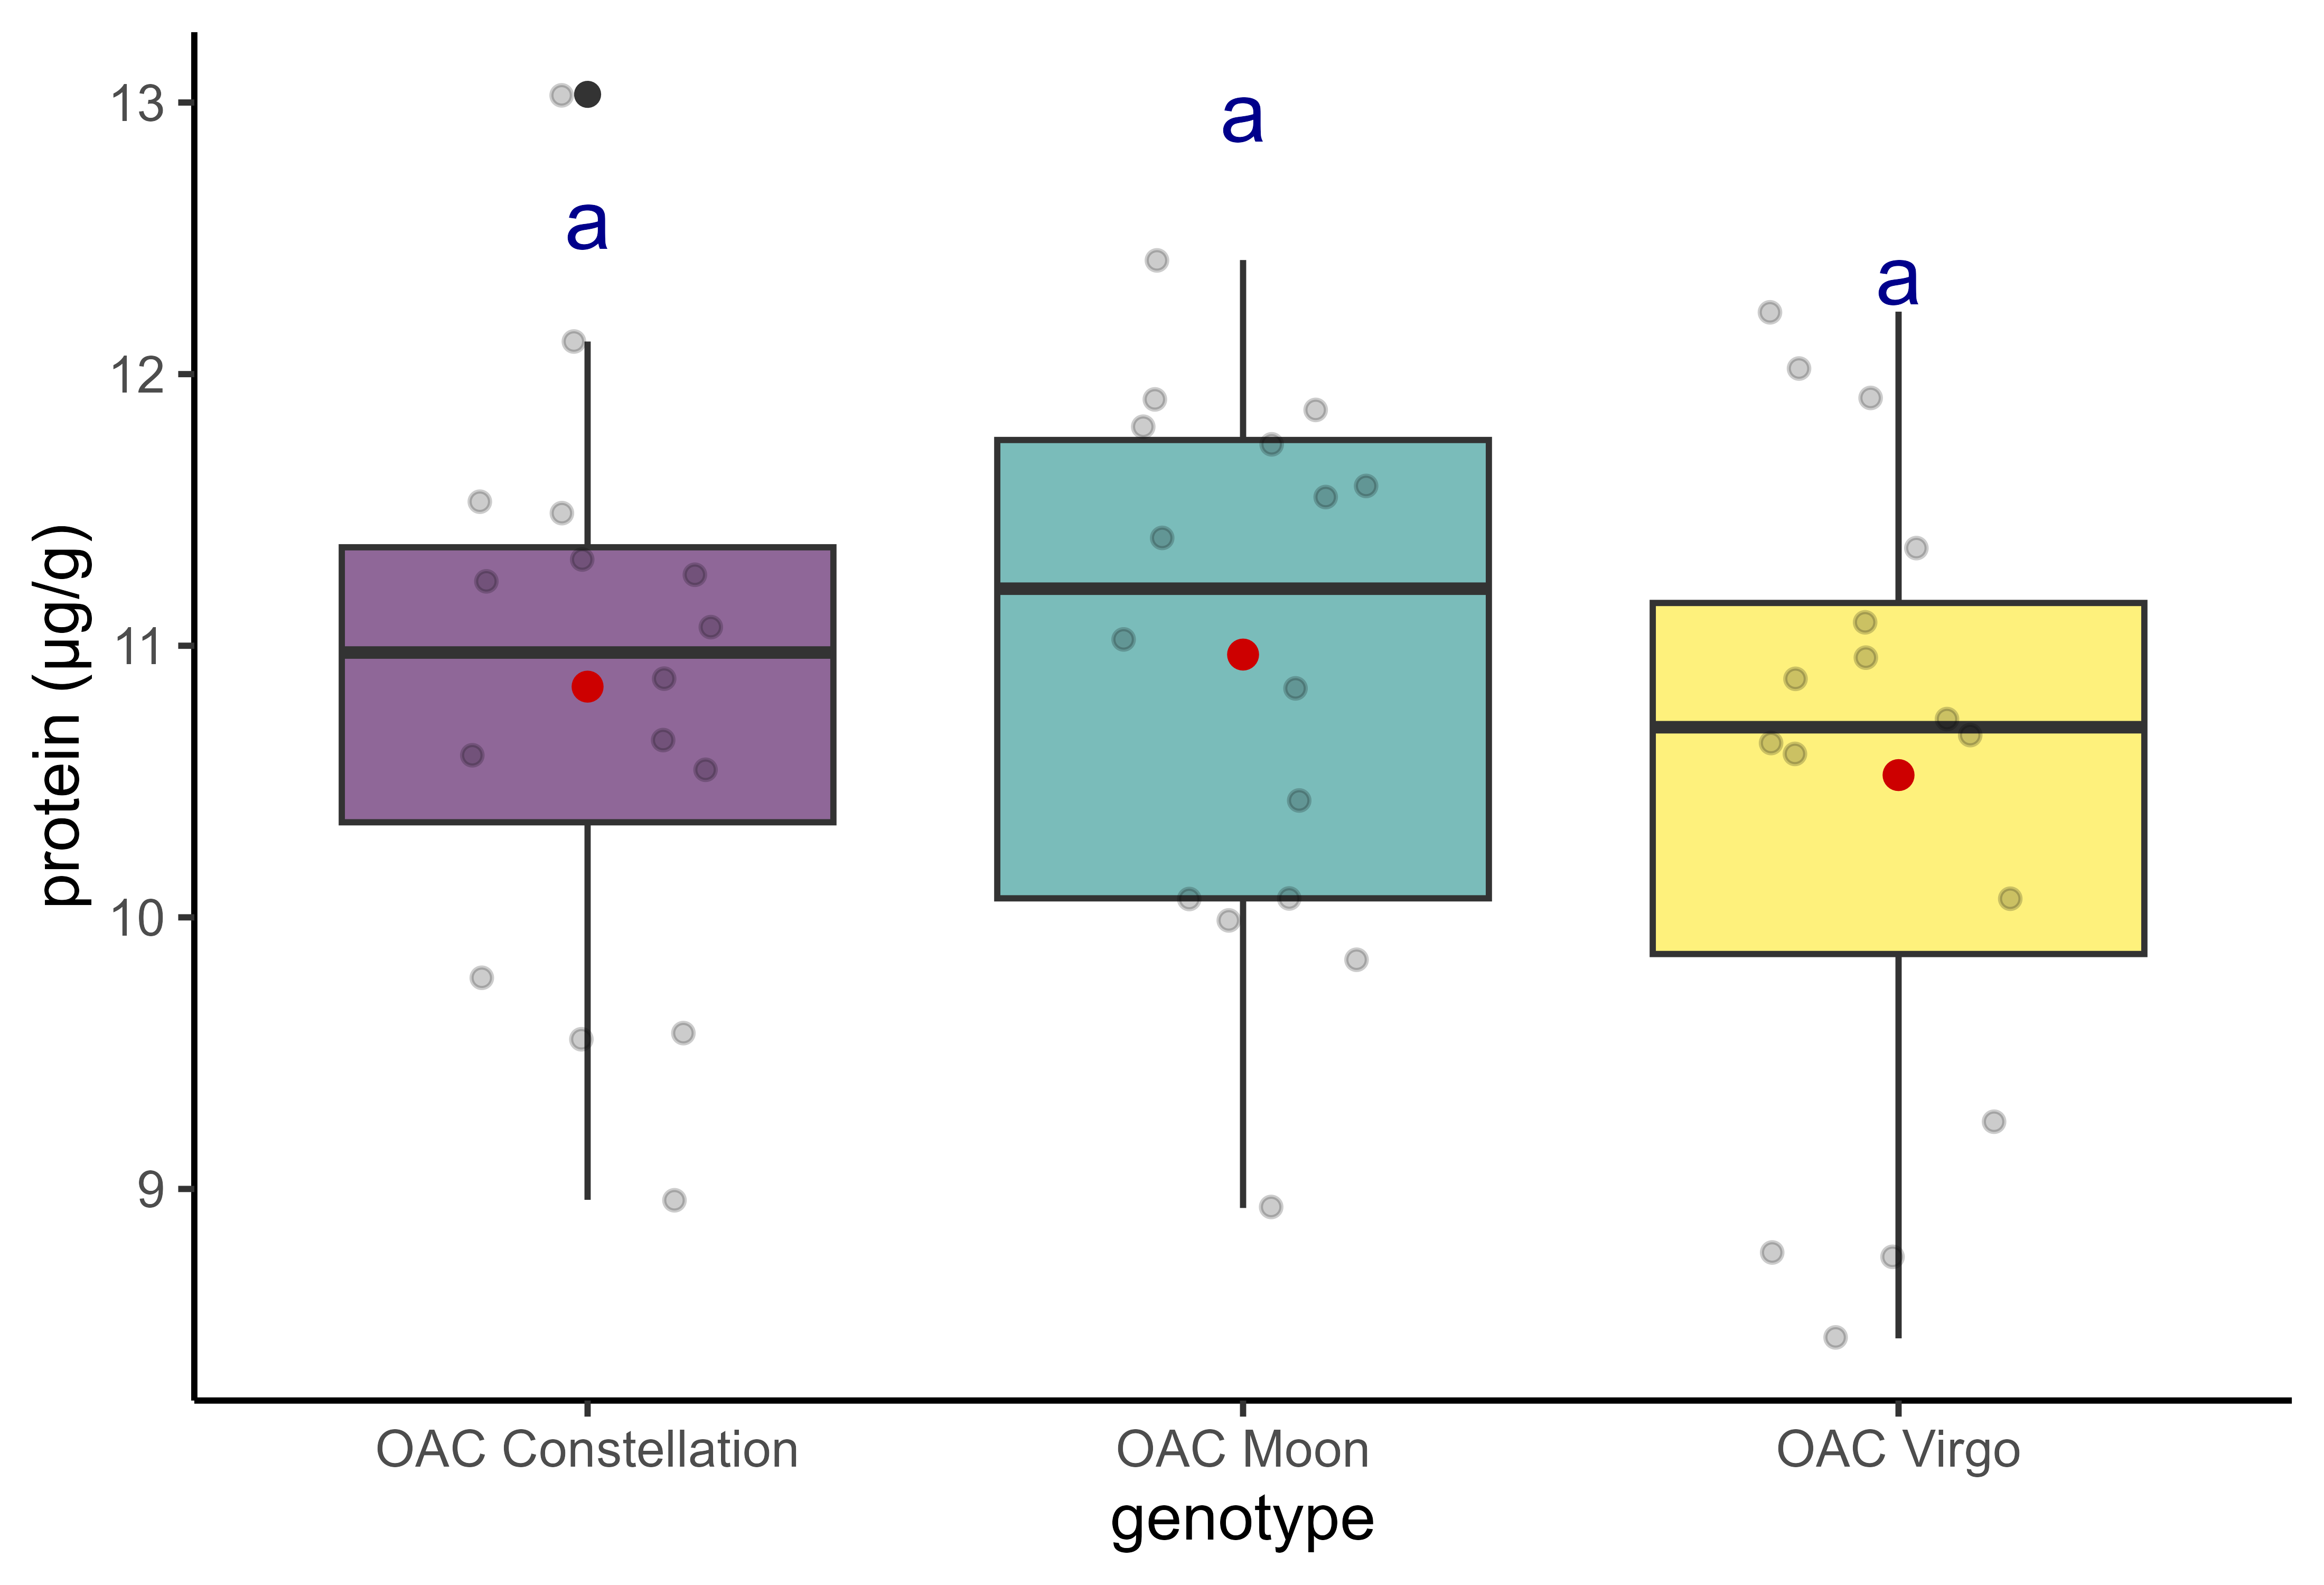 protein (µg/g)
13
12
11
10
9
a
a
a
OAC Constellation
OAC Moon
OAC Virgo
genotype